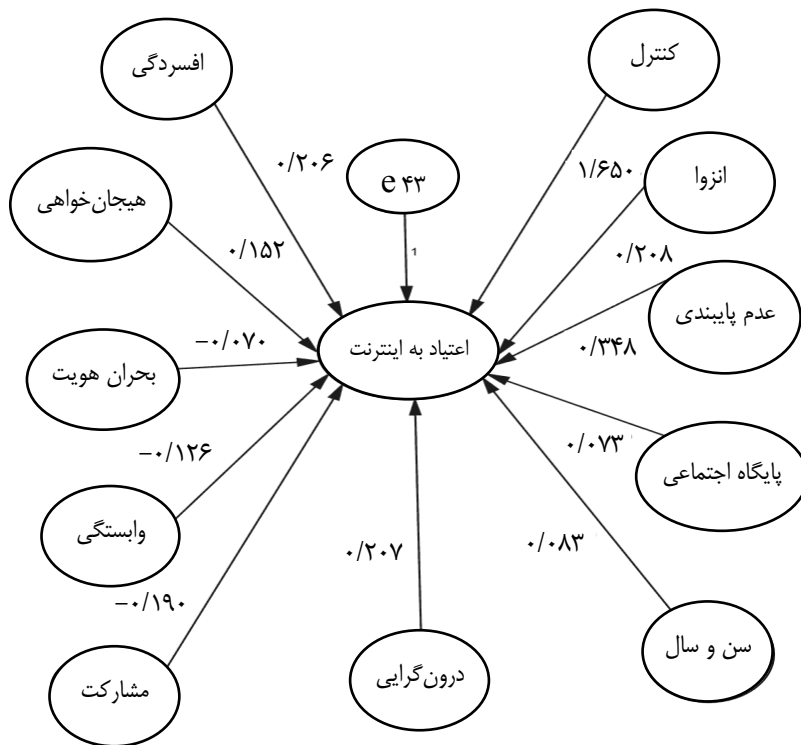 افسردگی
کنترل
۰/۲۰۶
e ۴۳
۱/۶۵۰
انزوا
هیجان‌خواهی
۰/۱۵۲
۱
۰/۲۰۸
عدم پایبندی
−۰/۰۷۰
اعتیاد به اینترنت
۰/۳۴۸
بحران هویت
−۰/۱۲۶
۰/۰۷۳
پایگاه اجتماعی
وابستگی
۰/۲۰۷
۰/۰۸۳
−۰/۱۹۰
مشارکت
درون‌گرایی
سن و سال